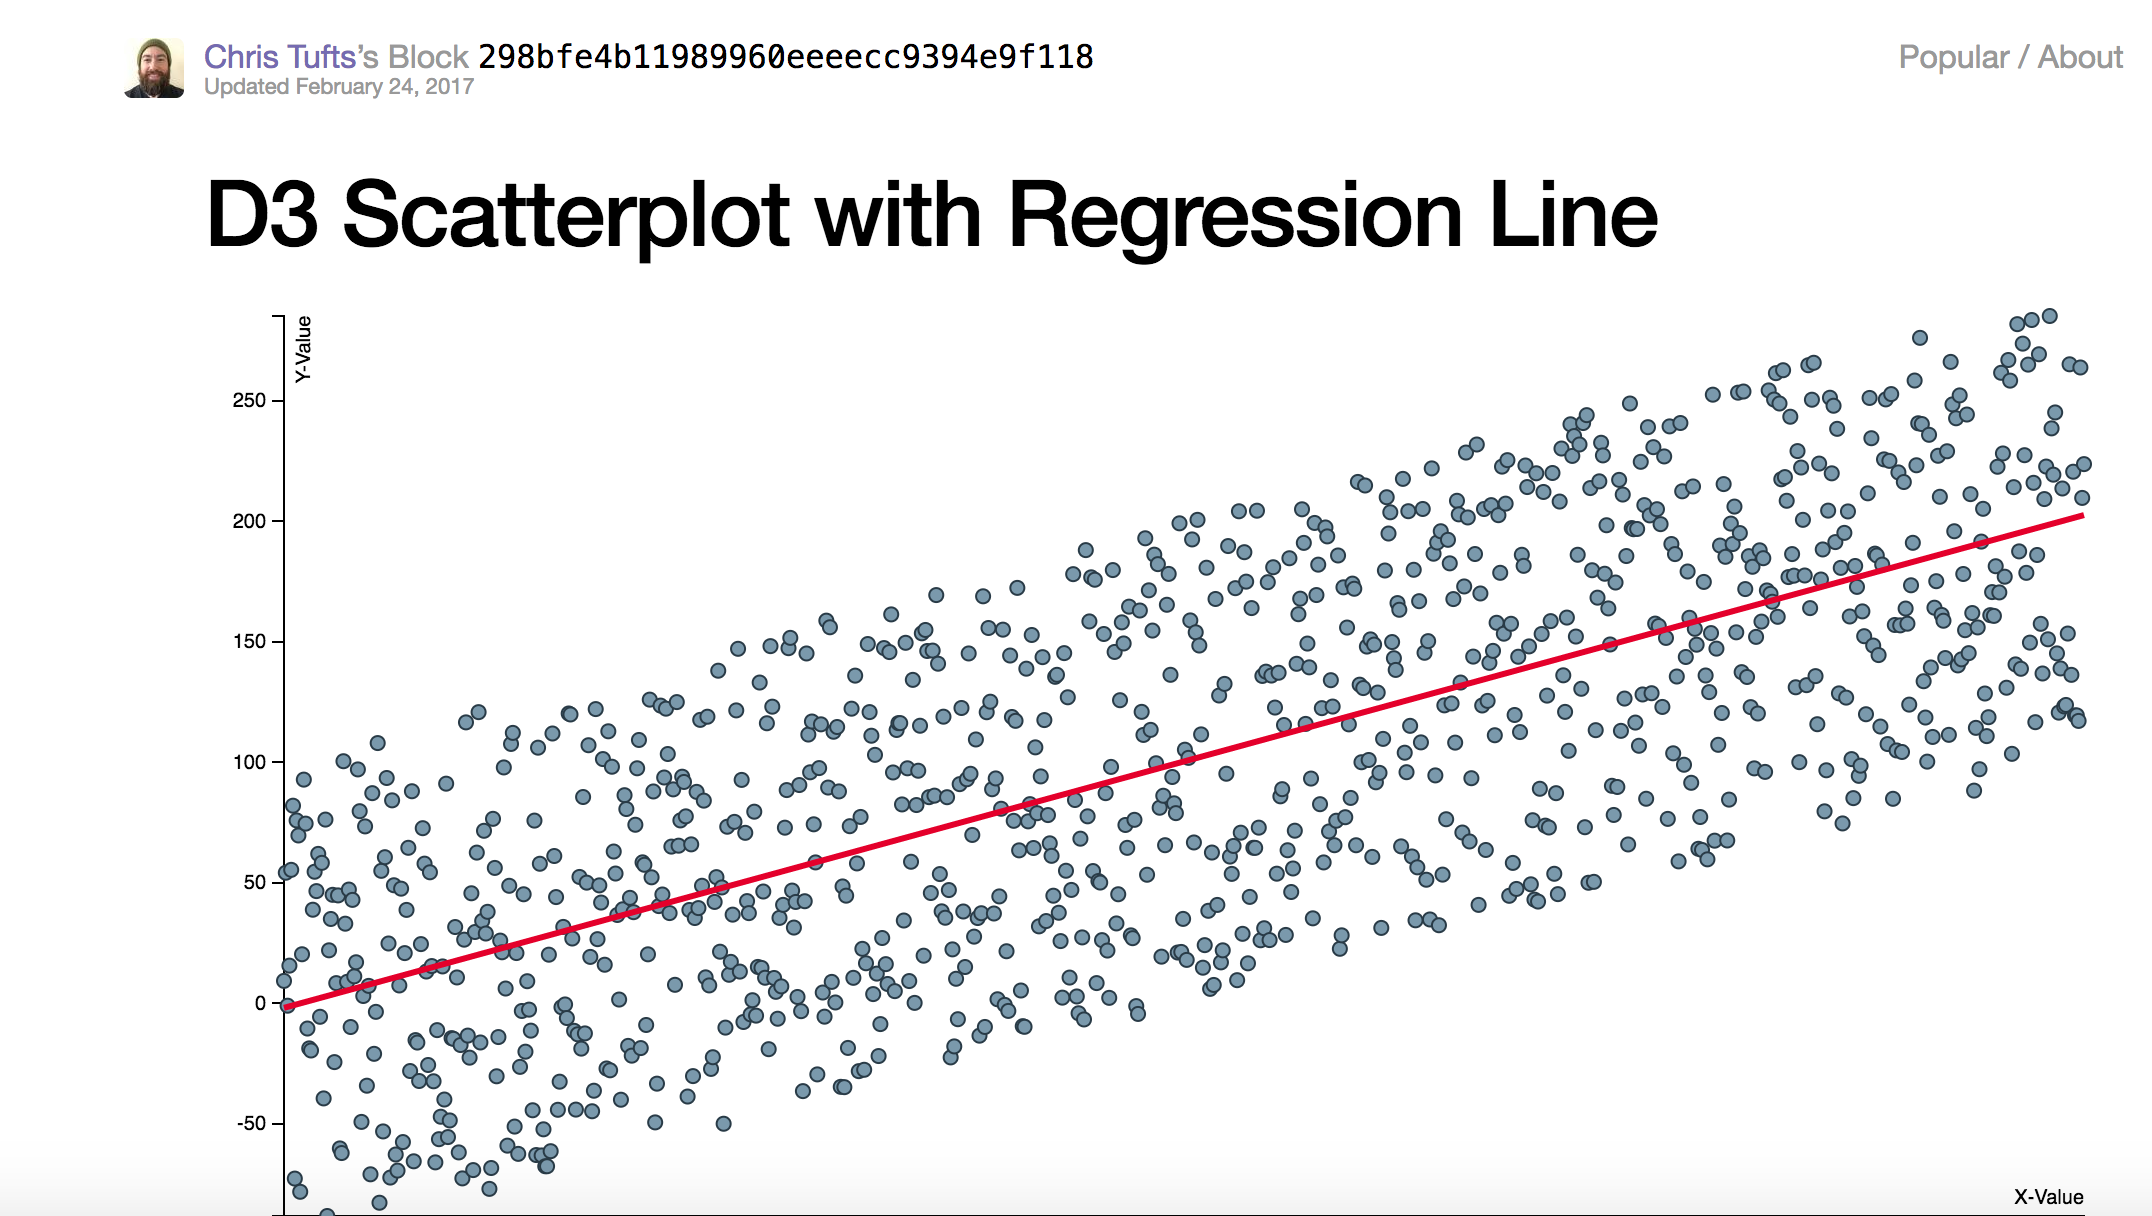 Chris Tufts’s Block 298bfe4b11989960eeeecc9394e9f118
Popular / About
Updated February 24, 2017
D3 Scatterplot with Regression Line
Y-Value
250
200
150
100
50
0
-50
X-Value